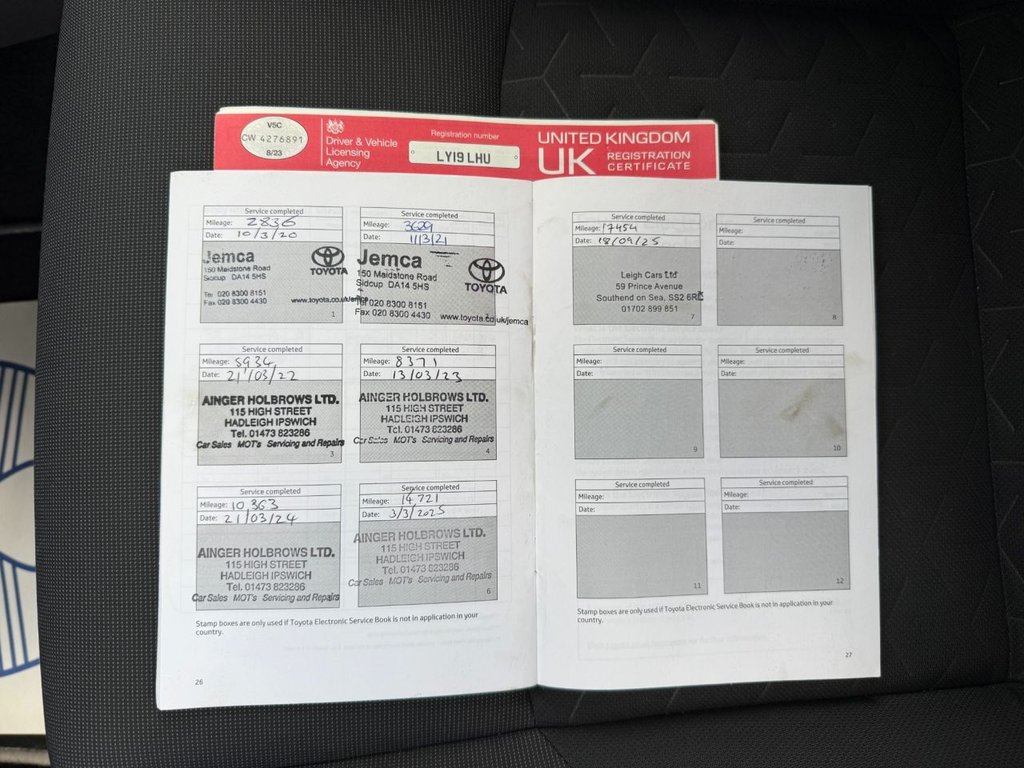 V5C
CW 4276891
8/23
Driver & Vehicle
Licensing
Agency
Registration number
LY19 LHU
UNITED KINGDOM
UK REGISTRATION
CERTIFICATE
Service completed
Mileage: 2836
Date: 10/3/20
Jemca
150 Maidstone Road
Sidcup DA14 5HS
Tel 020 8300 8151
Fax 020 8300 4430
TOYOTA
www.toyota.co.uk/jemca
1
Service completed
Mileage: 3629
Date: 11/3/21
Jemca
150 Maidstone Road
Sidcup DA14 5HS
Tel 020 8300 8151
Fax 020 8300 4430
TOYOTA
www.toyota.co.uk/jemca
2
Service completed
Mileage: 5934
Date: 21/03/22
AINGER HOLBROWS LTD.
115 HIGH STREET
HADLEIGH IPSWICH
Tel. 01473 823286
Car Sales MOT's Servicing and Repairs
3
Service completed
Mileage: 8371
Date: 13/03/23
AINGER HOLBROWS LTD.
115 HIGH STREET
HADLEIGH IPSWICH
Tel. 01473 823286
Car Sales MOT's Servicing and Repairs
4
Service completed
Mileage: 10,363
Date: 21/03/24
AINGER HOLBROWS LTD.
115 HIGH STREET
HADLEIGH IPSWICH
Tel. 01473 823286
Car Sales MOT's Servicing and Repairs
Service completed
Mileage: 14,721
Date: 3/3/2025
AINGER HOLBROWS LTD.
115 HIGH STREET
HADLEIGH IPSWICH
Tel. 01473 823286
Car Sales MOT's Servicing and Repairs
6
Stamp boxes are only used if Toyota Electronic Service Book is not in application in your
country.
26
Service completed
Mileage: 17454
Date: 18/09/25
Leigh Cars Ltd
59 Prince Avenue
Southend on Sea, SS2 6RL
01702 899 851
7
Service completed
Mileage:
Date:
8
Service completed
Mileage:
Date:
9
Service completed
Mileage:
Date:
10
Service completed
Mileage:
Date:
11
Service completed
Mileage:
Date:
12
Stamp boxes are only used if Toyota Electronic Service Book is not in application in your
country.
27